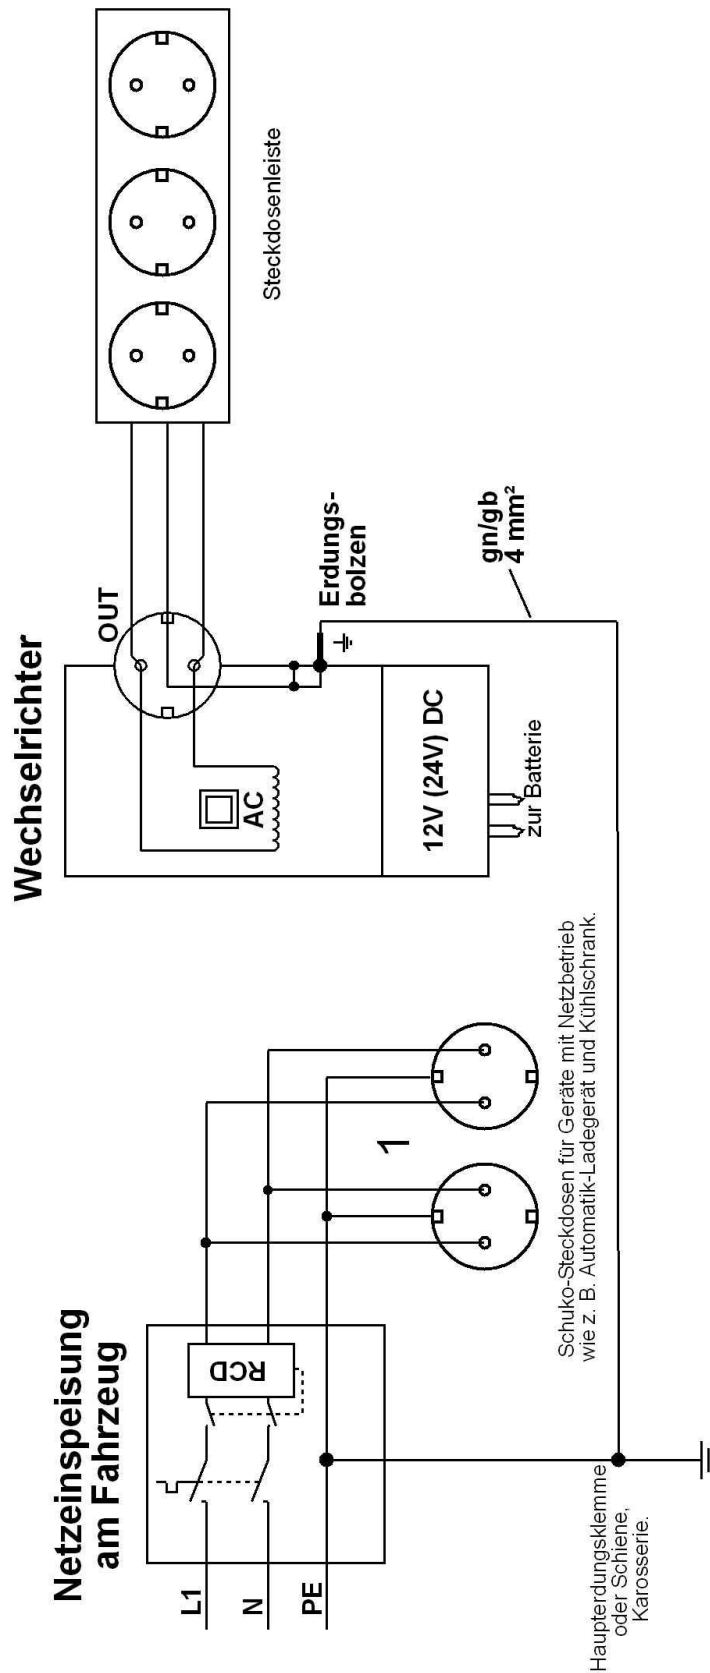 Netzeinspeisung
am Fahrzeug
L1
N
PE
RCD
1
Schuko-Steckdosen für Geräte mit Netzbetrieb
wie z. B. Automatik-Ladegerät und Kühlschrank.
Haupterdungsklemme
oder Schiene,
Karosserie.
Wechselrichter
OUT
AC
12V (24V) DC
zur Batterie
Erdungs-
bolzen
gn/gb
4 mm²
Steckdosenleiste